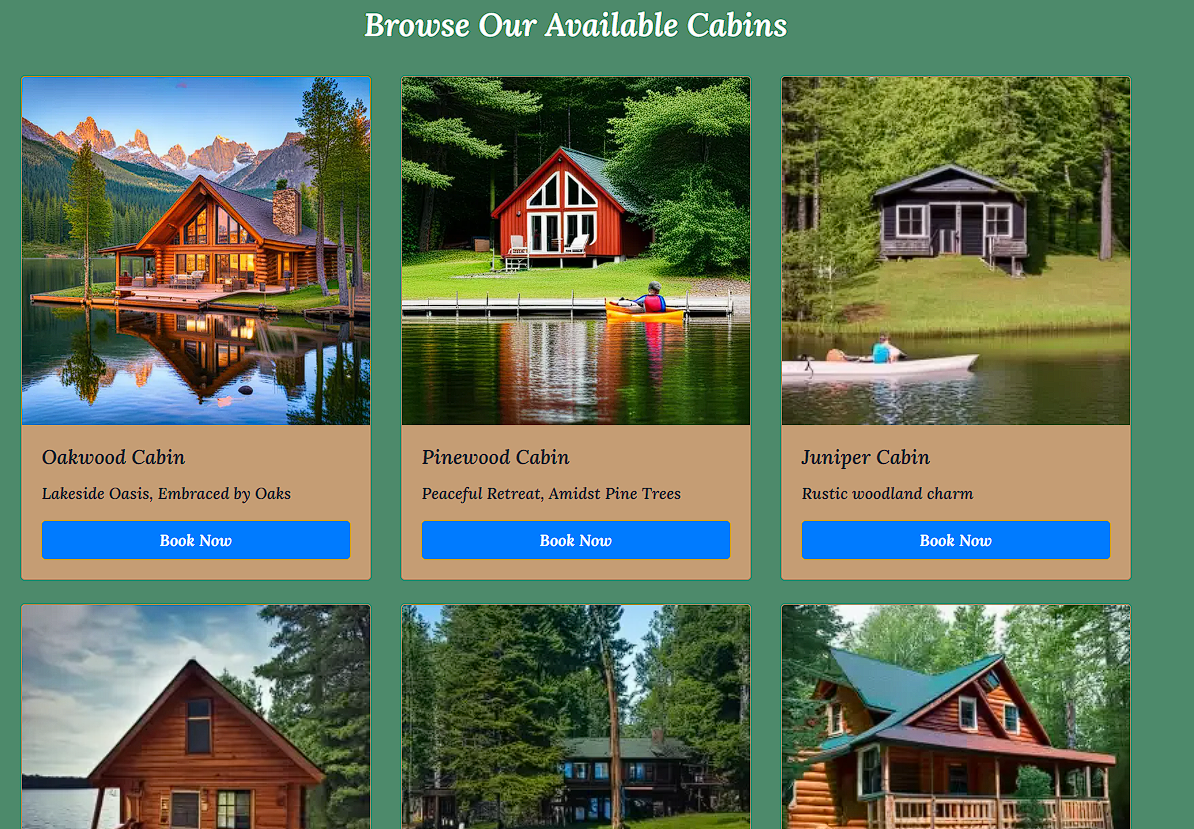 Browse Our Available Cabins
Oakwood Cabin
Lakeside Oasis, Embraced by Oaks
Book Now
Pinewood Cabin
Peaceful Retreat, Amidst Pine Trees
Book Now
Juniper Cabin
Rustic woodland charm
Book Now